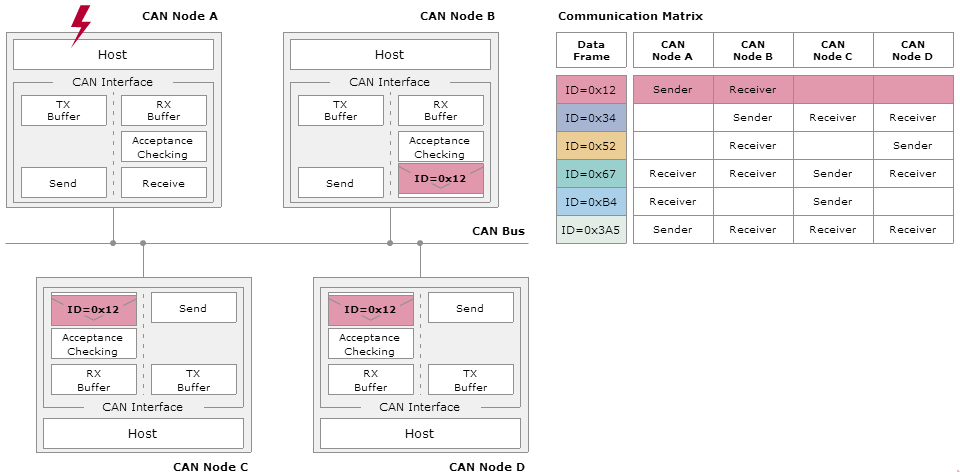 CAN Node A
Host
CAN Interface
TX
Buffer
RX
Buffer
Acceptance
Checking
Send
Receive
CAN Node B
Host
CAN Interface
TX
Buffer
RX
Buffer
Acceptance
Checking
Send
ID=0x12
CAN Bus
ID=0x12
Send
Acceptance
Checking
RX
Buffer
TX
Buffer
CAN Interface
Host
CAN Node C
ID=0x12
Send
Acceptance
Checking
RX
Buffer
TX
Buffer
CAN Interface
Host
CAN Node D
Communication Matrix
Data Frame CAN Node A CAN Node B CAN Node C CAN Node D
ID=0x12 Sender Receiver
ID=0x34 Sender Receiver Receiver
ID=0x52 Receiver Sender
ID=0x67 Receiver Receiver Sender Receiver
ID=0xB4 Receiver Sender
ID=0x3A5 Sender Receiver Receiver Receiver